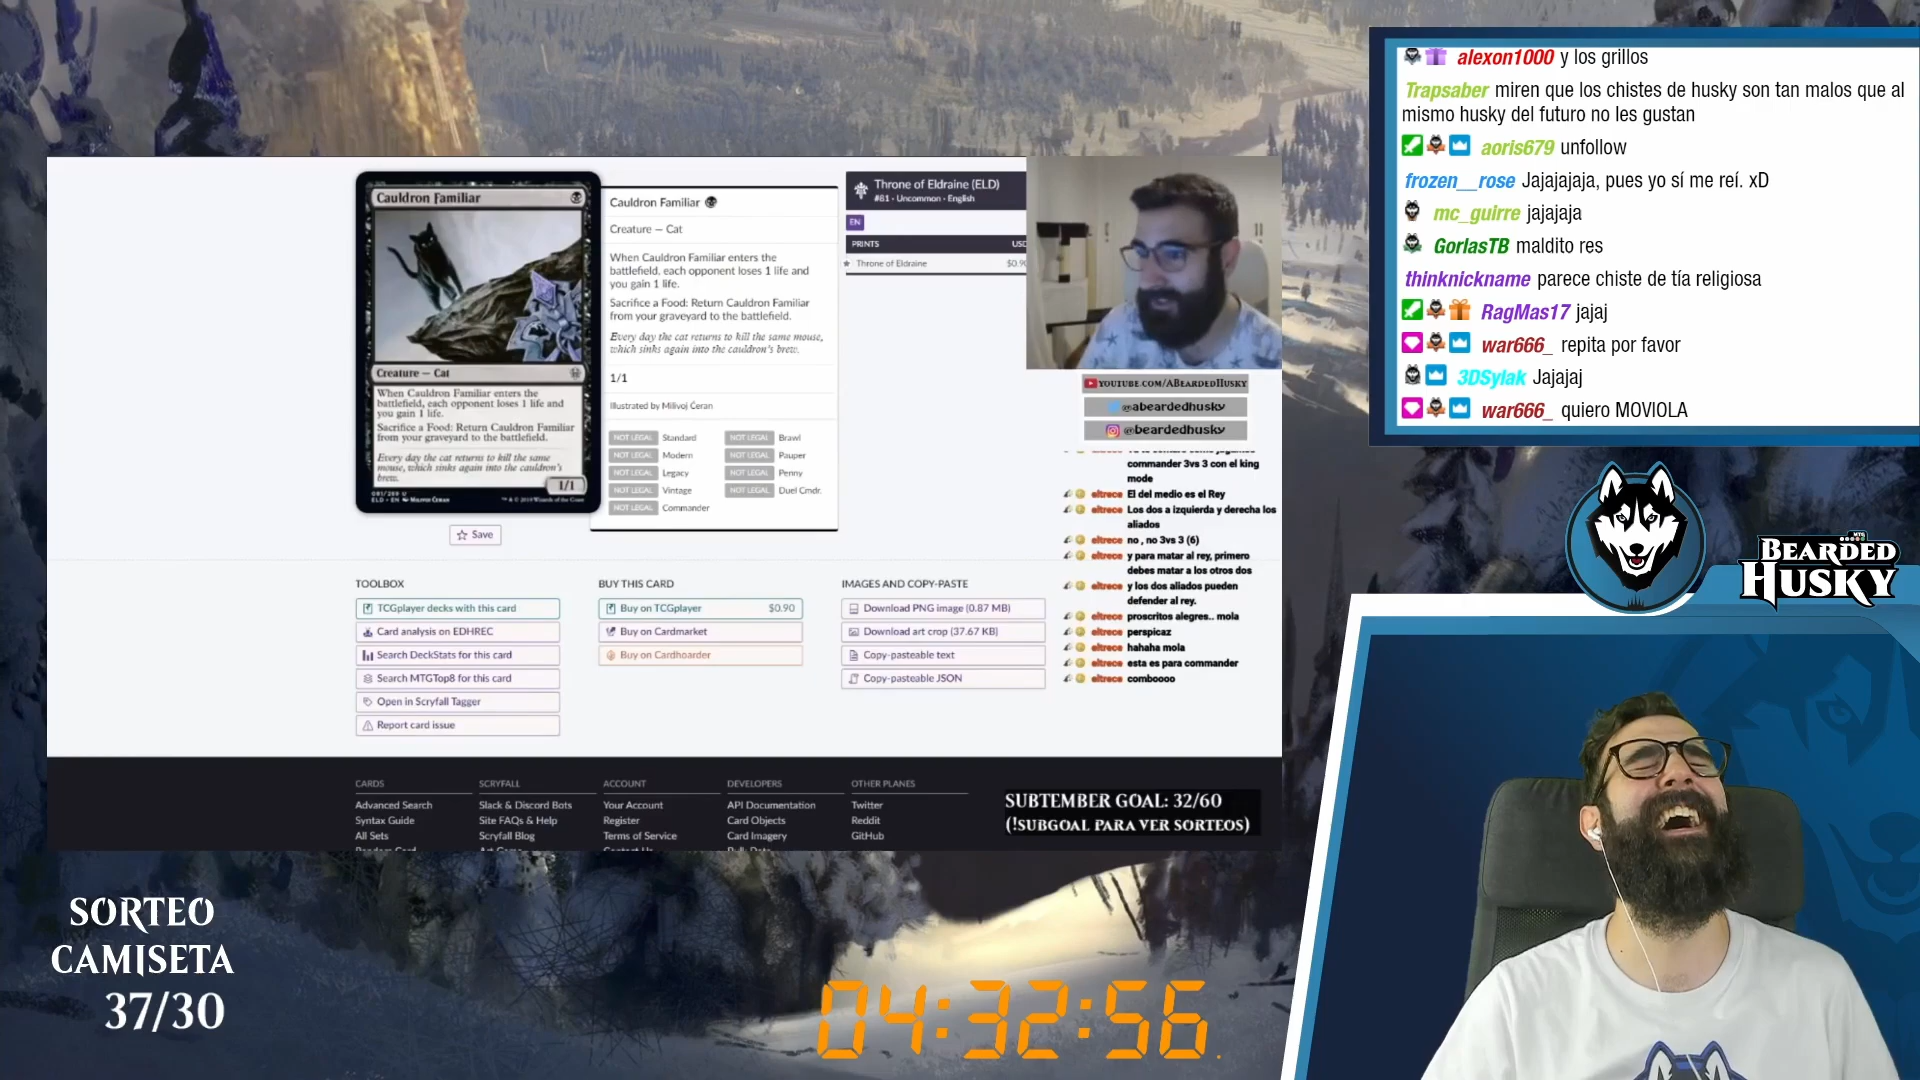 Cauldron Familiar
Creature — Cat
When Cauldron Familiar enters the
battlefield, each opponent loses 1 life and
you gain 1 life.
Sacrifice a Food: Return Cauldron Familiar
from your graveyard to the battlefield.
Every day the cat returns to kill the same
mouse, which sinks again into the cauldron's
brew.
1/1
Save
Cauldron Familiar
Creature — Cat
When Cauldron Familiar enters the
battlefield, each opponent loses 1 life and
you gain 1 life.
Sacrifice a Food: Return Cauldron Familiar
from your graveyard to the battlefield.
Every day the cat returns to kill the same mouse,
which sinks again into the cauldron's brew.
1/1
Illustrated by Milivoj Ćeran
NOT LEGAL Standard NOT LEGAL Brawl
NOT LEGAL Modern NOT LEGAL Pauper
NOT LEGAL Legacy NOT LEGAL Penny
NOT LEGAL Vintage NOT LEGAL Duel Cmdr.
NOT LEGAL Commander
Throne of Eldraine (ELD)
#81 · Uncommon · English
EN
PRINTS USD
Throne of Eldraine $0.90
TOOLBOX
TCGplayer decks with this card
Card analysis on EDHREC
Search DeckStats for this card
Search MTGTop8 for this card
Open in Scryfall Tagger
Report card issue
BUY THIS CARD
Buy on TCGplayer $0.90
Buy on Cardmarket
Buy on Cardhoarder
IMAGES AND COPY-PASTE
Download PNG image (0.87 MB)
Download art crop (37.67 KB)
Copy-pasteable text
Copy-pasteable JSON
CARDS
Advanced Search
Syntax Guide
All Sets
Random Card
SCRYFALL
Slack & Discord Bots
Site FAQs & Help
Scryfall Blog
ACCOUNT
Your Account
Register
Terms of Service
Contact Us
DEVELOPERS
API Documentation
Card Objects
Card Imagery
Bulk Data
OTHER PLANES
Twitter
Reddit
GitHub
YOUTUBE.COM/ABEARDEDHUSKY
@abeardedhusky
@beardedhusky
commander 3vs 3 con el king
mode
eltrece El del medio es el Rey
eltrece Los dos a izquierda y derecha los
aliados
eltrece no , no 3vs 3 (6)
eltrece y para matar al rey, primero
debes matar a los otros dos
eltrece y los dos aliados pueden
defender al rey.
eltrece proscritos alegres.. mola
eltrece perspicaz
eltrece hahaha mola
eltrece esta es para commander
eltrece comboooo
SUBTEMBER GOAL: 32/60
(!SUBGOAL PARA VER SORTEOS)
alexon1000 y los grillos
Trapsaber miren que los chistes de husky son tan malos que al
mismo husky del futuro no les gustan
aoris679 unfollow
frozen__rose Jajajajaja, pues yo sí me reí. xD
mc_guirre jajajaja
GorlasTB maldito res
thinknickname parece chiste de tía religiosa
RagMas17 jajaj
war666_ repita por favor
3DSylak Jajajaj
war666_ quiero MOVIOLA
MTG
BEARDED
HUSKY
SORTEO
CAMISETA
37/30
04:32:56.